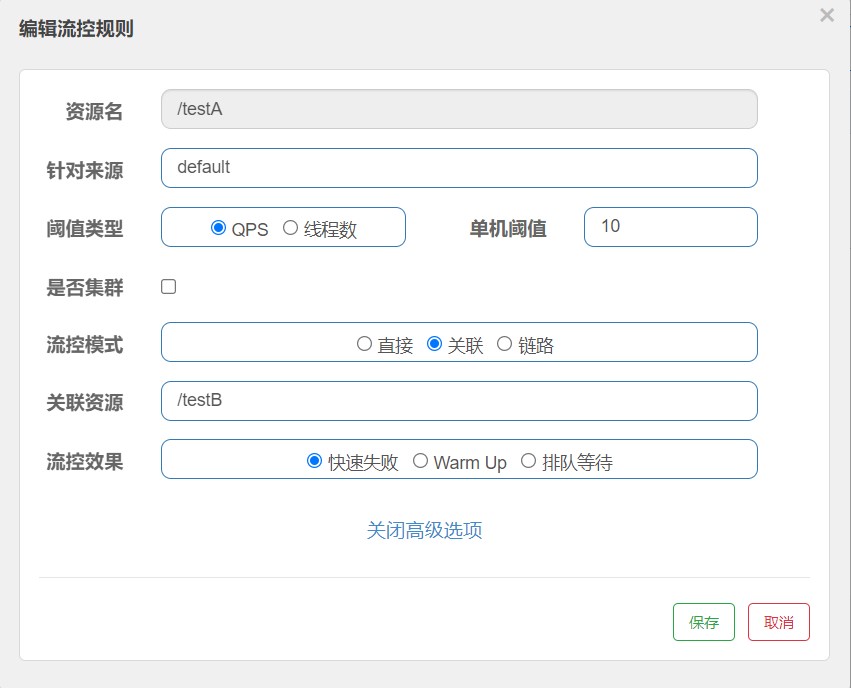 编辑流控规则 ×
资源名 /testA
针对来源 default
阈值类型 QPS 线程数 单机阈值 10
是否集群
流控模式 直接 关联 链路
关联资源 /testB
流控效果 快速失败 Warm Up 排队等待
关闭高级选项
保存 取消